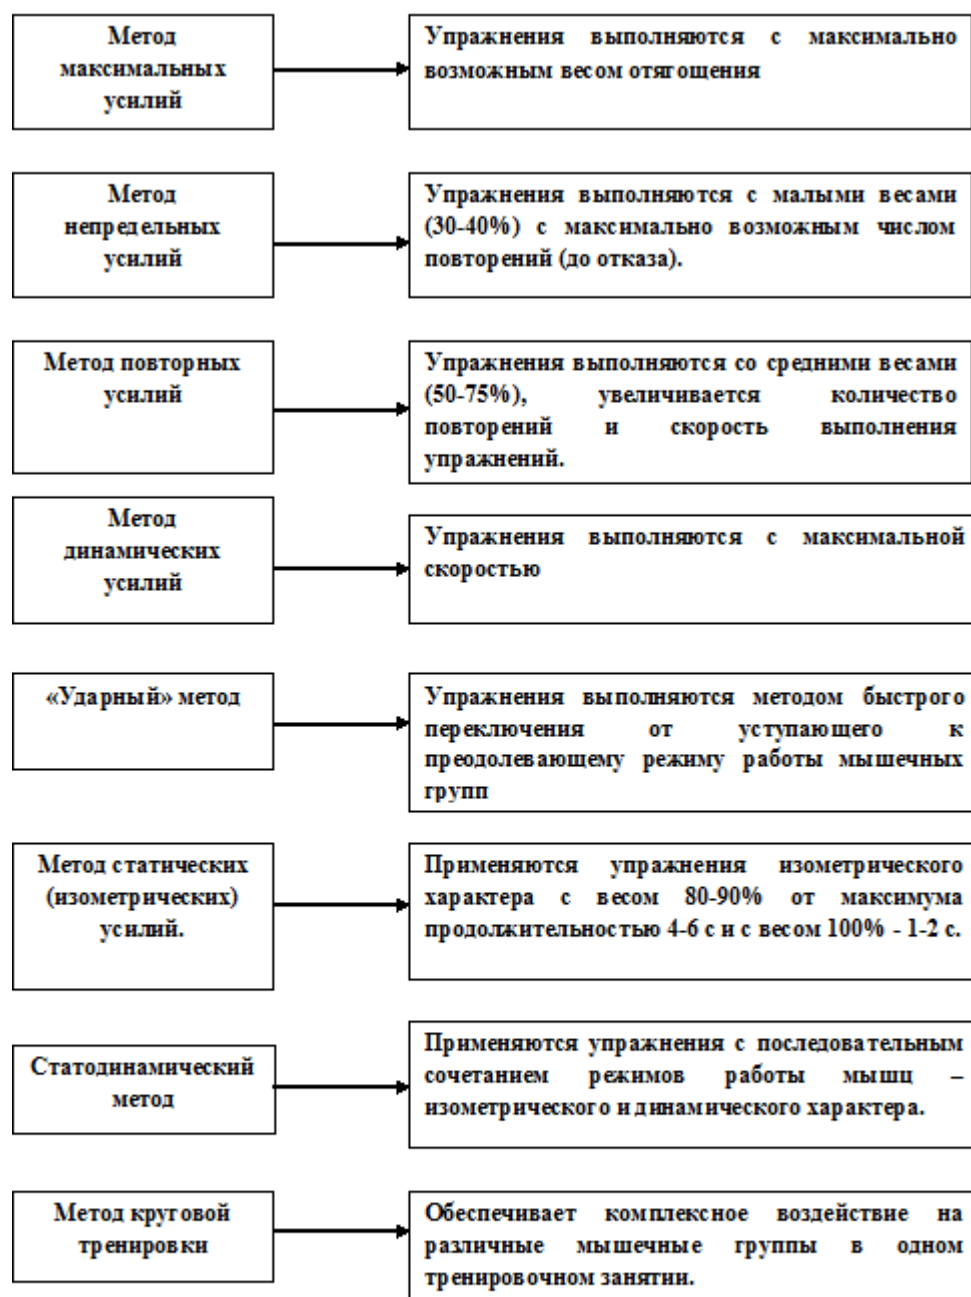 Метод
максимальных
усилий
Упражнения выполняются с максимально
возможным весом отягощения
Метод
непредельных
усилий
Упражнения выполняются с малыми весами
(30-40%) с максимально возможным числом
повторений (до отказа).
Метод повторных
усилий
Упражнения выполняются со средними весами
(50-75%), увеличивается количество
повторений и скорость выполнения
упражнений.
Метод
динамических
усилий
Упражнения выполняются с максимальной
скоростью
«Ударный» метод
Упражнения выполняются методом быстрого
переключения от уступающего к
преодолевающему режиму работы мышечных
групп
Метод статических
(изометрических)
усилий.
Применяются упражнения изометрического
характера с весом 80-90% от максимума
продолжительностью 4-6 с и с весом 100% - 1-2 с.
Статодинамический
метод
Применяются упражнения с последовательным
сочетанием режимов работы мышц –
изометрического и динамического характера.
Метод круговой
тренировки
Обеспечивает комплексное воздействие на
различные мышечные группы в одном
тренировочном занятии.